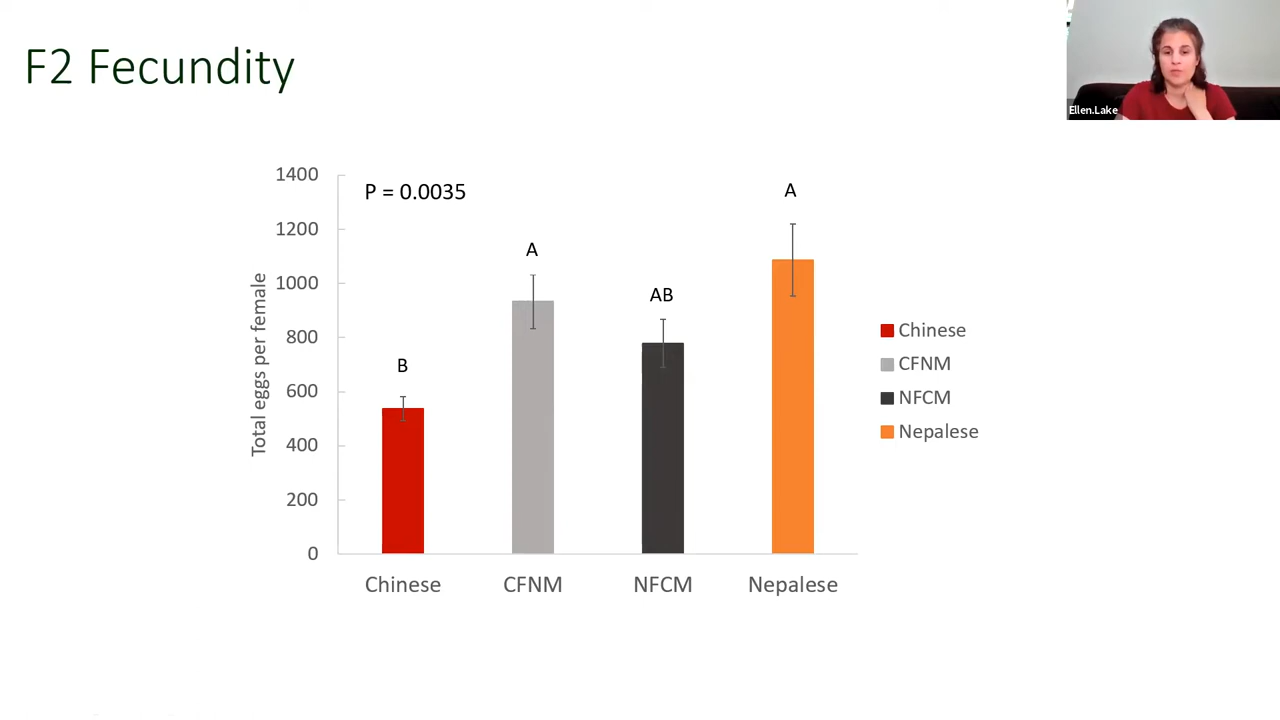 F2 Fecundity
Ellen.Lake
1400
1200
1000
800
600
400
200
0
Total eggs per female
P = 0.0035
B
A
AB
A
Chinese
CFNM
NFCM
Nepalese
Chinese
CFNM
NFCM
Nepalese